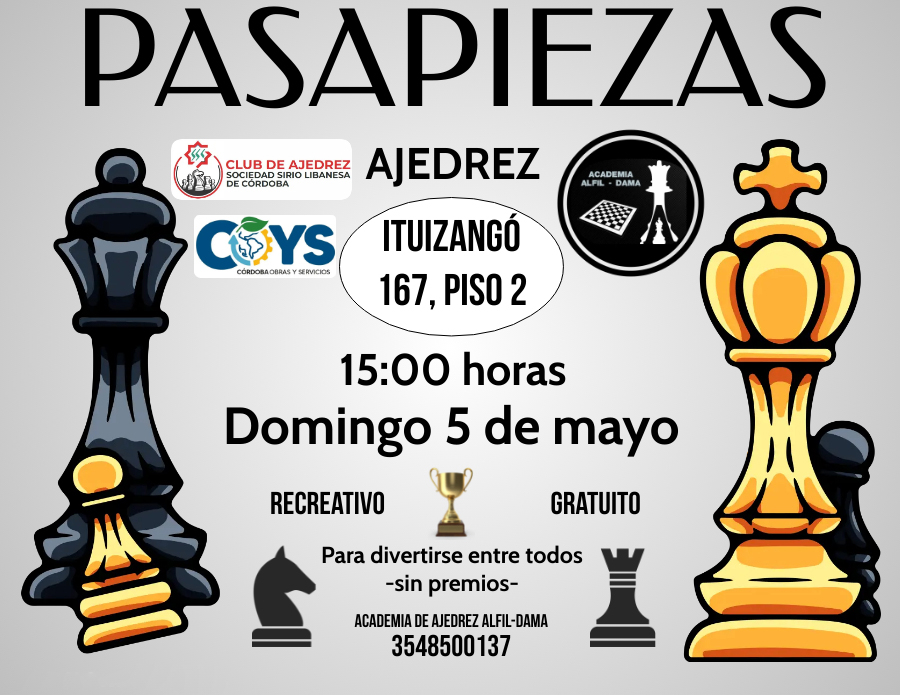 PASAPIEZAS
CLUB DE AJEDREZ
SOCIEDAD SIRIO LIBANESA
DE CÓRDOBA
AJEDREZ
ACADEMIA
ALFIL - DAMA
COYS
CÓRDOBA OBRAS Y SERVICIOS
ITUIZANGÓ
167, PISO 2
15:00 horas
Domingo 5 de mayo
RECREATIVO
GRATUITO
Para divertirse entre todos
-sin premios-
ACADEMIA DE AJEDREZ ALFIL-DAMA
3548500137